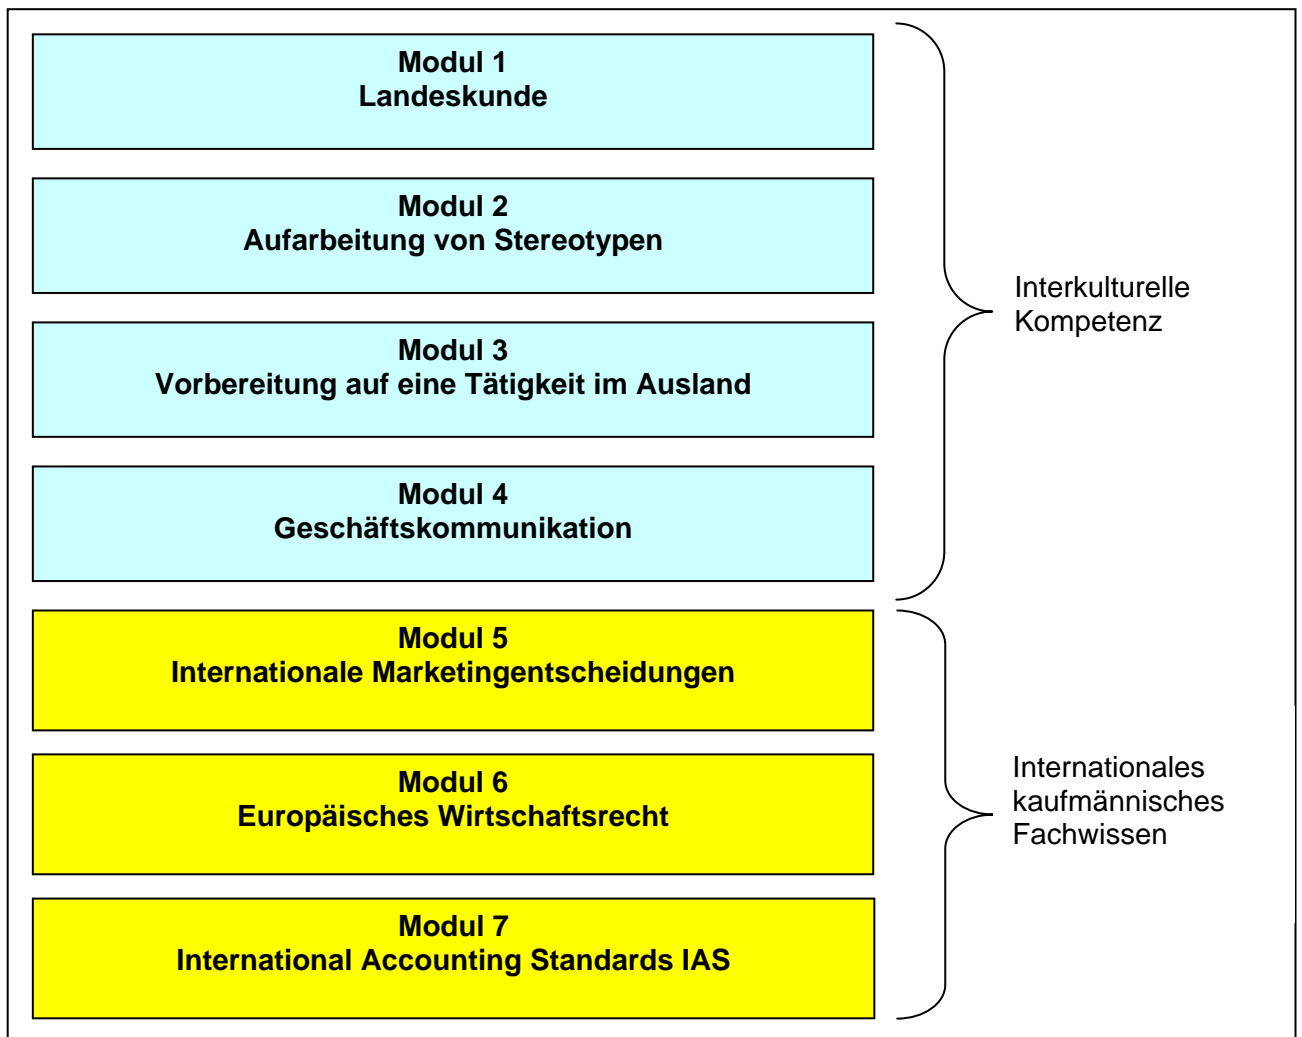 Modul 1
Landeskunde
Modul 2
Aufarbeitung von Stereotypen
Modul 3
Vorbereitung auf eine Tätigkeit im Ausland
Modul 4
Geschäftskommunikation
Interkulturelle
Kompetenz
Modul 5
Internationale Marketingentscheidungen
Modul 6
Europäisches Wirtschaftsrecht
Modul 7
International Accounting Standards IAS
Internationales
kaufmännisches
Fachwissen